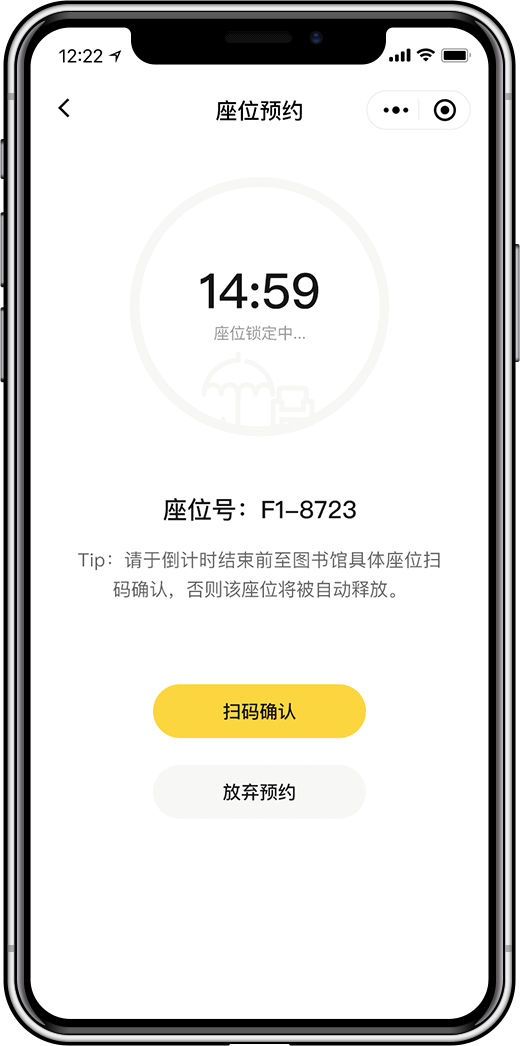 12:22
座位预约
14:59
座位锁定中...
座位号：F1-8723
Tip：请于倒计时结束前至图书馆具体座位扫
码确认，否则该座位将被自动释放。
扫码确认
放弃预约